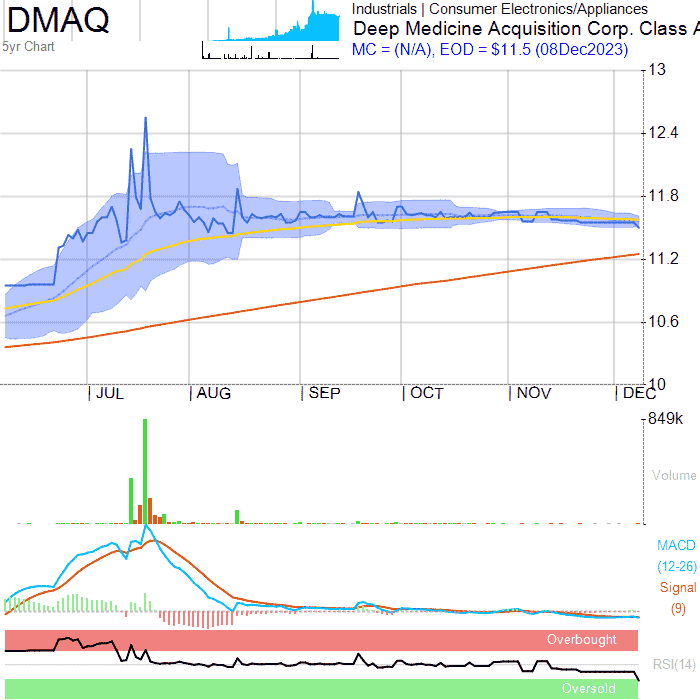 DMAQ
5yr Chart
Industrials | Consumer Electronics/Appliances
Deep Medicine Acquisition Corp. Class A
MC = (N/A), EOD = $11.5 (08Dec2023)
13
12.4
11.8
11.2
10.6
10
JUL AUG SEP OCT NOV DEC
849k
Volume
MACD
(12-26)
Signal
(9)
Overbought
RSI(14)
Oversold